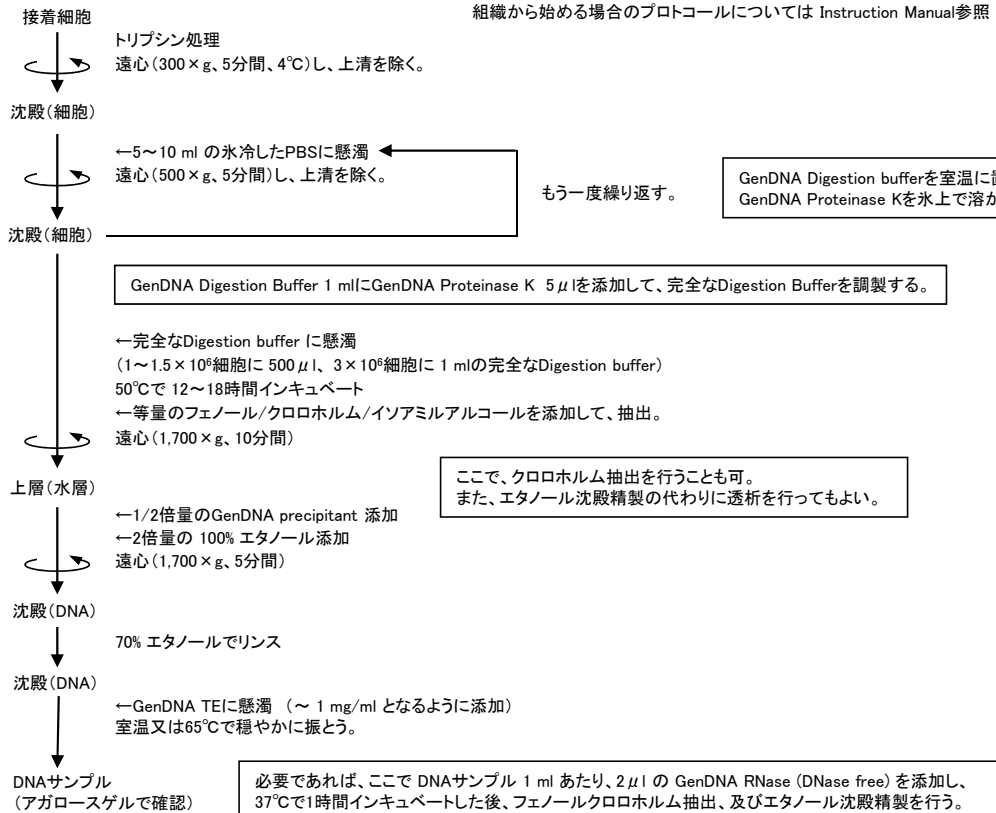 組織から始める場合のプロトコールについては Instruction Manual参照
接着細胞
トリプシン処理
遠心(300×g、5分間、4℃)し、上清を除く。
沈殿(細胞)
←5～10 ml の氷冷したPBSに懸濁
遠心(500×g、5分間)し、上清を除く。
もう一度繰り返す。
GenDNA Digestion bufferを室温に
GenDNA Proteinase Kを氷上で溶か
沈殿(細胞)
GenDNA Digestion Buffer 1 mlにGenDNA Proteinase K 5μlを添加して、完全なDigestion Bufferを調製する。
←完全なDigestion buffer に懸濁
(1～1.5×10⁶細胞に 500μl、3×10⁶細胞に 1 mlの完全なDigestion buffer)
50℃で 12～18時間インキュベート
←等量のフェノール/クロロホルム/イソアミルアルコールを添加して、抽出。
遠心(1,700×g、10分間)
上層(水層)
ここで、クロロホルム抽出を行うことも可。
また、エタノール沈殿精製の代わりに透析を行ってもよい。
←1/2倍量のGenDNA precipitant 添加
←2倍量の 100% エタノール添加
遠心(1,700×g、5分間)
沈殿(DNA)
70% エタノールでリンス
沈殿(DNA)
←GenDNA TEに懸濁 (～ 1 mg/ml となるように添加)
室温又は65℃で穏やかに振とう。
DNAサンプル
(アガロースゲルで確認)
必要であれば、ここで DNAサンプル 1 ml あたり、2μl の GenDNA RNase (DNase free) を添加し、
37℃で1時間インキュベートした後、フェノールクロロホルム抽出、及びエタノール沈殿精製を行う。